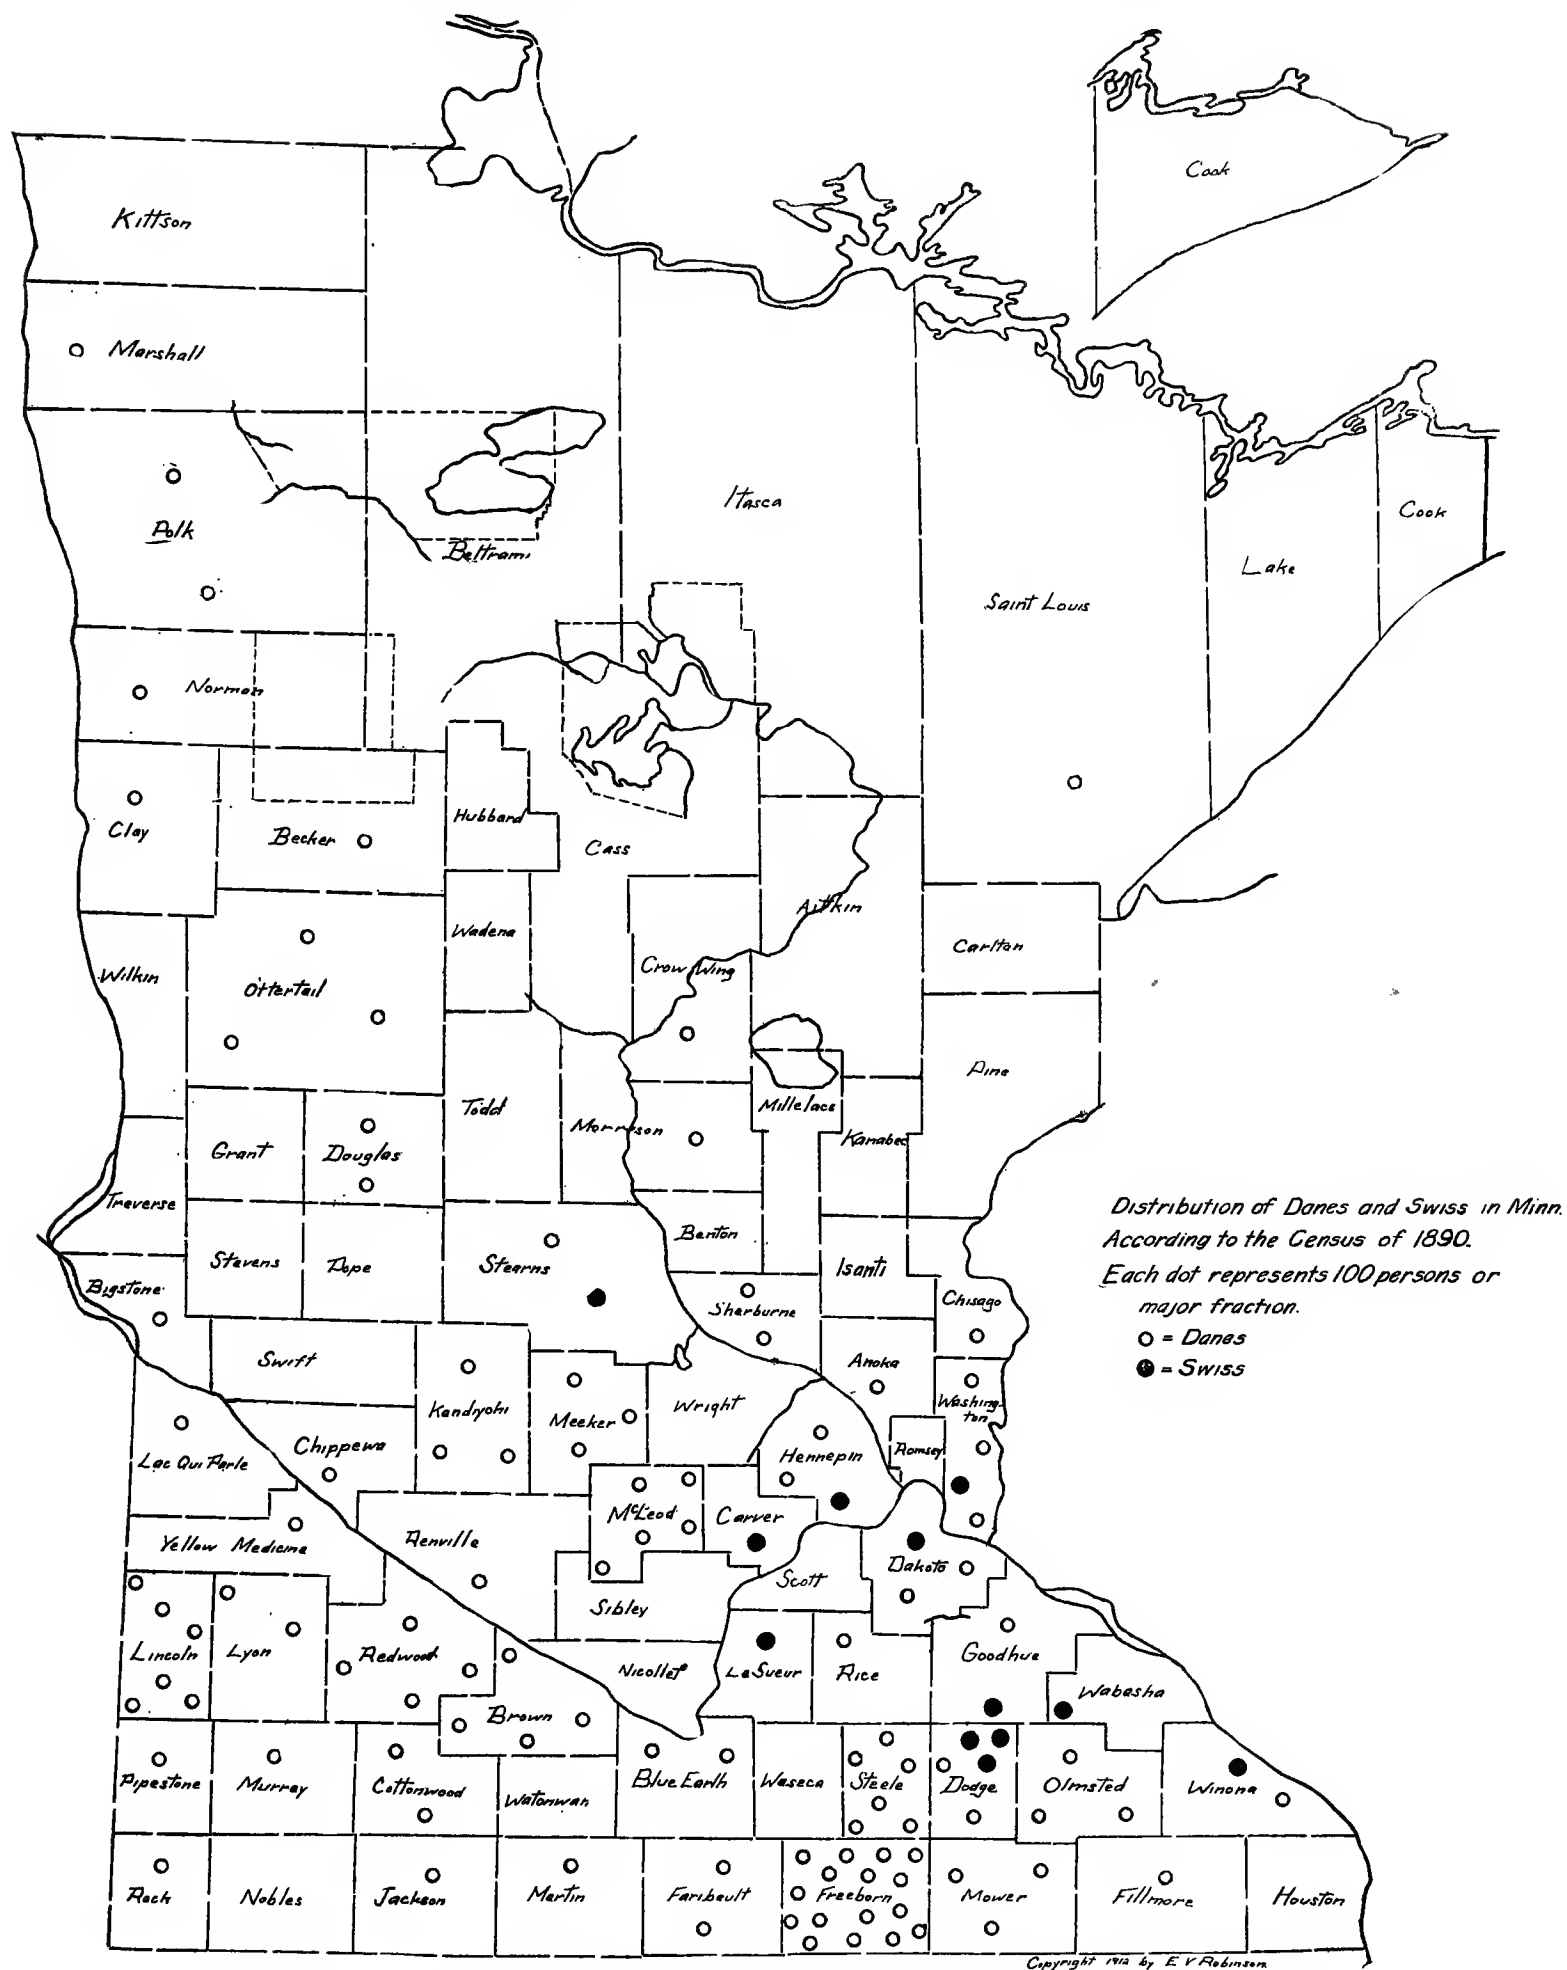 Cook
Kittson
Marshall
Itasca
Polk
Cook
Beltrami
Lake
Saint Louis
Norman
Hubbard
Clay
Becker
Cass
Aitkin
Wadena
Carlton
Crow Wing
Wilkin
Ottertail
Pine
Todd
Millelacs
Morrison
Kanabec
Grant
Douglas
Traverse
Benton
Stevens
Pope
Stearns
Isanti
Bigstone
Sherburne
Chisago
Distribution of Danes and Swiss in Minn.
According to the Census of 1890.
Each dot represents 100 persons or
major fraction.
= Danes
= Swiss
Swift
Anoka
Kandiyohi
Meeker
Wright
Washing-
ton
Chippewa
Hennepin
Ramsey
Lac Qui Parle
McLeod
Carver
Yellow Medicine
Renville
Dakota
Scott
Sibley
Lincoln
Lyon
Redwood
Nicollet
LeSueur
Rice
Goodhue
Wabasha
Brown
Pipestone
Murray
Cottonwood
Watonwan
Blue Earth
Waseca
Steele
Dodge
Olmsted
Winona
Rock
Nobles
Jackson
Martin
Faribault
Freeborn
Mower
Fillmore
Houston
Copyright 1912 by E V Robinson